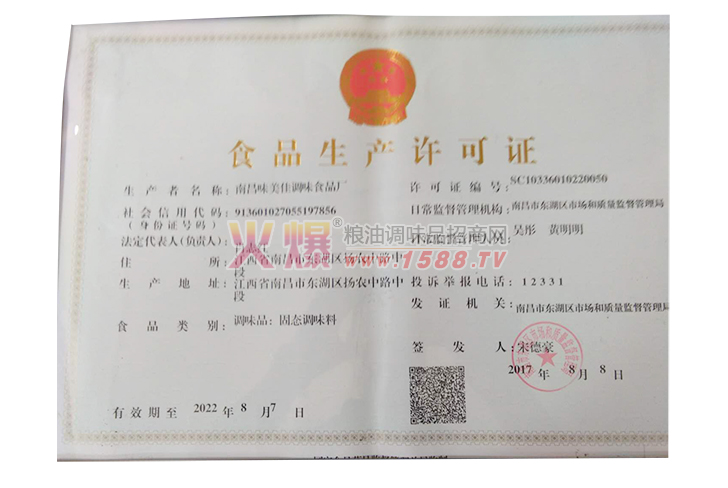 食品生产许可证
生产者名称: 南昌味美佳调味食品厂
社会信用代码: 913601027055197856
(身份证号码)
法定代表人(负责人):
住所: 江西省南昌市东湖区扬农中路中段
生产地址: 江西省南昌市东湖区扬农中路中段
食品类别: 调味品: 固态调味料
有效期至 2022 年 8 月 7 日
许可证编号: SC10336010220050
日常监督管理机构: 南昌市东湖区市场和质量监督管理局
日常监督管理人员: 吴彤 黄明明
投诉举报电话: 12331
发证机关: 南昌市东湖区市场和质量监督管理局
签发人: 宋德豪
2017 年 8 月 8 日
火爆®粮油调味品招商网
www.1588.TV